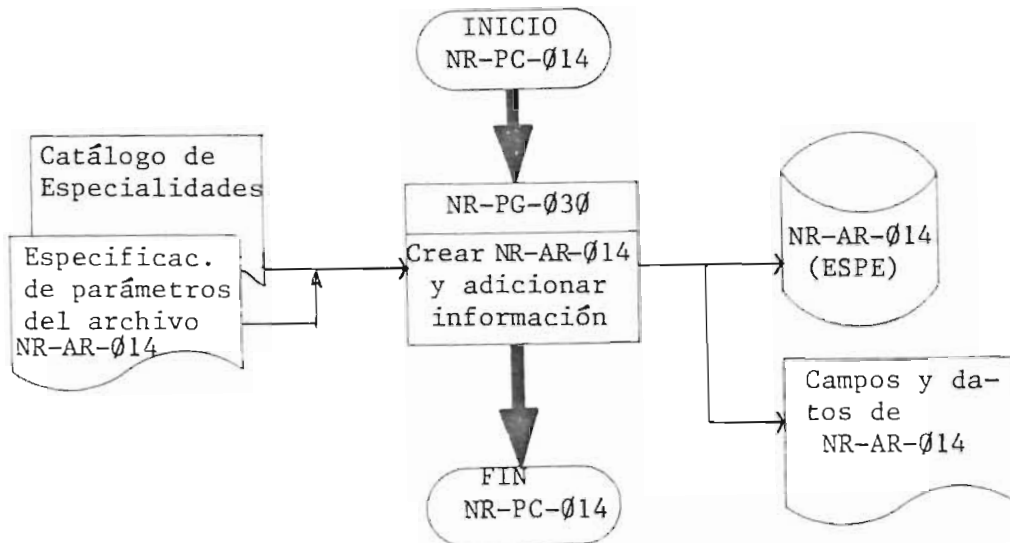 INICIO
NR-PC-Ø14
Catálogo de
Especialidades
Especificac.
de parámetros
del archivo
NR-AR-Ø14
NR-PG-Ø3Ø
Crear NR-AR-Ø14
y adicionar
información
NR-AR-Ø14
(ESPE)
Campos y da-
tos de
NR-AR-Ø14
FIN
NR-PC-Ø14